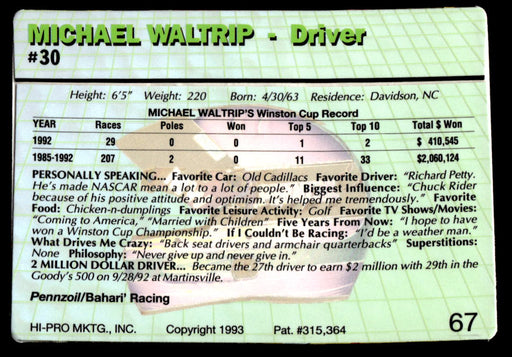 MICHAEL WALTRIP - Driver
#30
Height: 6'5" Weight: 220 Born: 4/30/63 Residence: Davidson, NC
MICHAEL WALTRIP'S Winston Cup Record
YEAR Races Poles Won Top 5 Top 10 Total $ Won
1992 29 0 0 1 2 $ 410,545
1985-1992 207 2 0 11 33 $2,060,124
PERSONALLY SPEAKING... Favorite Car: Old Cadillacs Favorite Driver: "Richard Petty.
He's made NASCAR mean a lot to a lot of people." Biggest Influence: "Chuck Rider
because of his positive attitude and optimism. It's helped me tremendously." Favorite
Food: Chicken-n-dumplings Favorite Leisure Activity: Golf Favorite TV Shows/Movies:
"Coming to America," "Married with Children" Five Years From Now: "I hope to have
won a Winston Cup Championship." If I Couldn't Be Racing: "I'd be a weather man."
What Drives Me Crazy: "Back seat drivers and armchair quarterbacks" Superstitions:
None Philosophy: "Never give up and never give in."
2 MILLION DOLLAR DRIVER... Became the 27th driver to earn $2 million with 29th in the
Goody's 500 on 9/28/92 at Martinsville.
Pennzoil/Bahari' Racing
HI-PRO MKTG., INC. Copyright 1993 Pat. #315,364 67